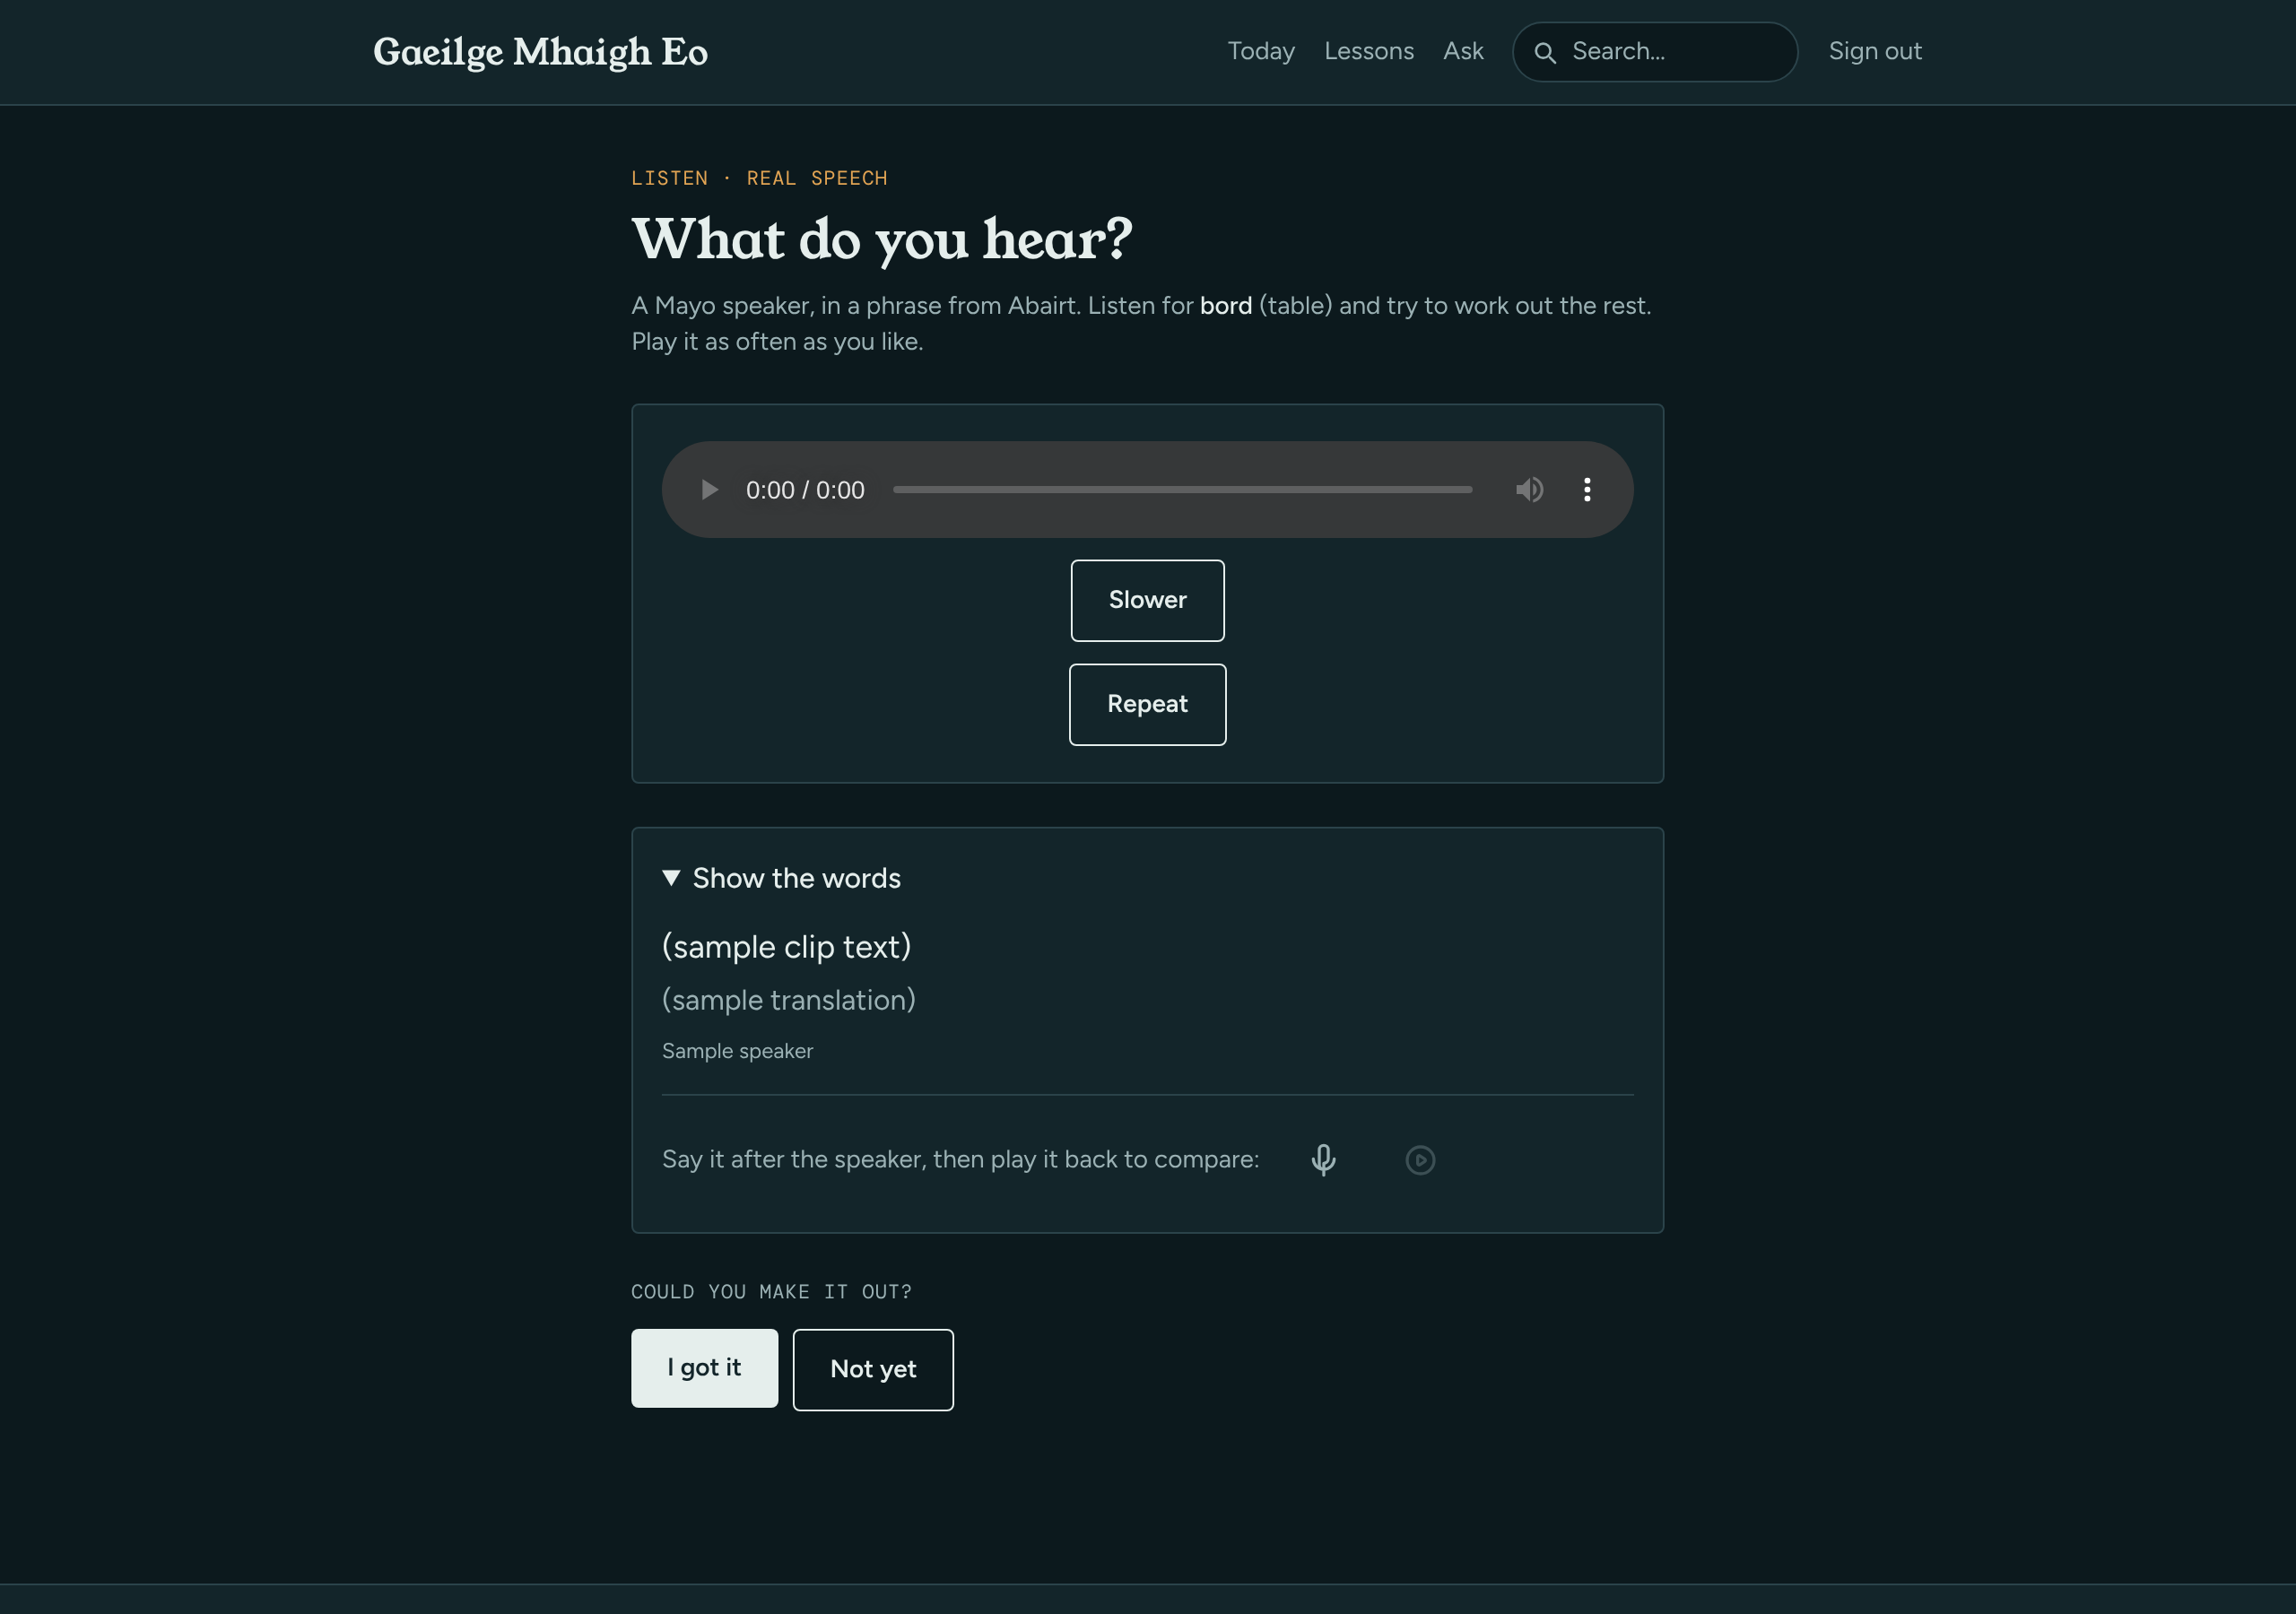 Gaeilge Mhaigh Eo
Today
Lessons
Ask
Search...
Sign out
LISTEN · REAL SPEECH
What do you hear?
A Mayo speaker, in a phrase from Abairt. Listen for bord (table) and try to work out the rest.
Play it as often as you like.
0:00 / 0:00
Slower
Repeat
Show the words
(sample clip text)
(sample translation)
Sample speaker
Say it after the speaker, then play it back to compare:
COULD YOU MAKE IT OUT?
I got it
Not yet